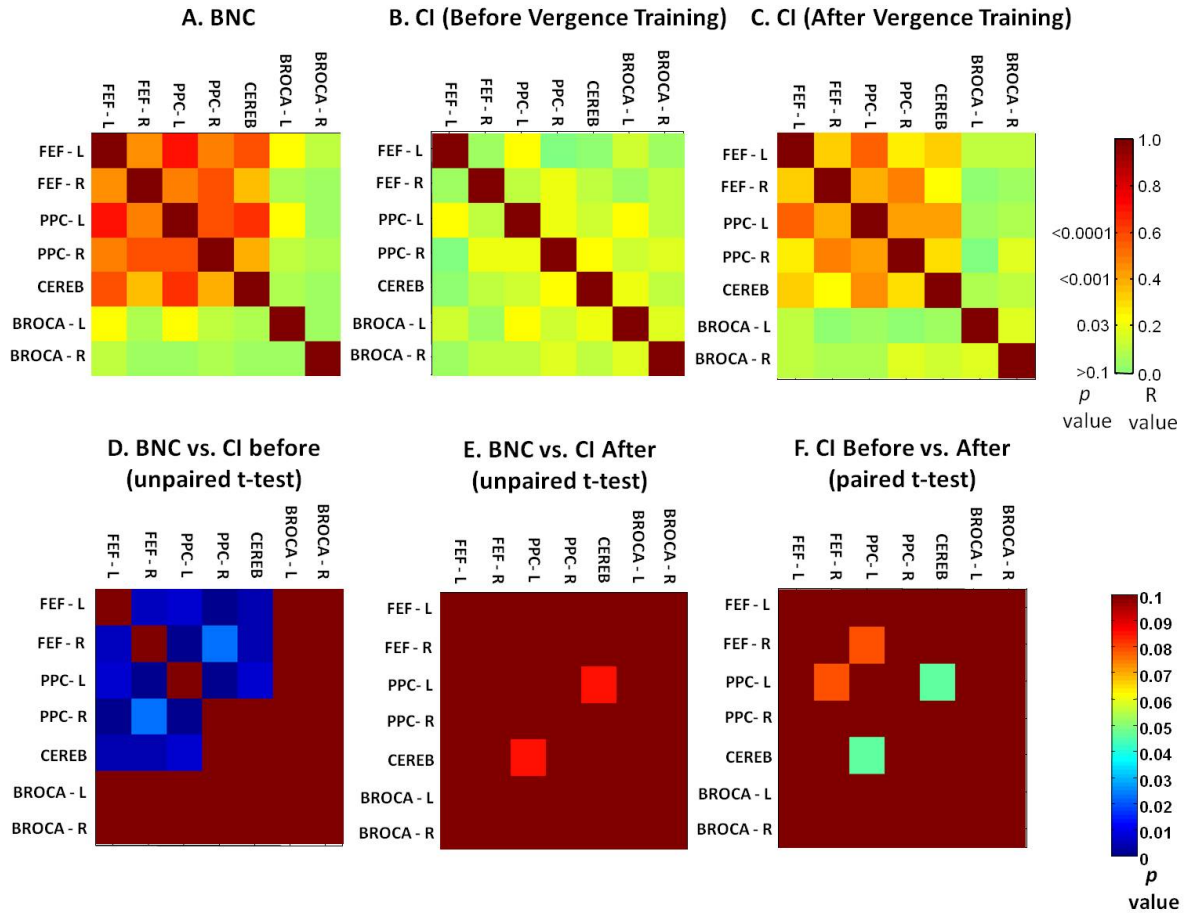 A. BNC
B. CI (Before Vergence Training)
C. CI (After Vergence Training)
FEF - L
FEF - R
PPC- L
PPC- R
CEREB
BROCA - L
BROCA - R
FEF - L
FEF - R
PPC- L
PPC- R
CEREB
BROCA - L
BROCA - R
FEF - L
FEF - R
PPC- L
PPC- R
CEREB
BROCA - L
BROCA - R
FEF - L
FEF - R
PPC- L
PPC- R
CEREB
BROCA - L
BROCA - R
FEF - L
FEF - R
PPC- L
PPC- R
CEREB
BROCA - L
BROCA - R
FEF - L
FEF - R
PPC- L
PPC- R
CEREB
BROCA - L
BROCA - R
<0.0001
<0.001
0.03
>0.1
p
value
1.0
0.8
0.6
0.4
0.2
0.0
R
value
D. BNC vs. CI before
(unpaired t-test)
E. BNC vs. CI After
(unpaired t-test)
F. CI Before vs. After
(paired t-test)
FEF - L
FEF - R
PPC- L
PPC- R
CEREB
BROCA - L
BROCA - R
FEF - L
FEF - R
PPC- L
PPC- R
CEREB
BROCA - L
BROCA - R
FEF - L
FEF - R
PPC- L
PPC- R
CEREB
BROCA - L
BROCA - R
FEF - L
FEF - R
PPC- L
PPC- R
CEREB
BROCA - L
BROCA - R
FEF - L
FEF - R
PPC- L
PPC- R
CEREB
BROCA - L
BROCA - R
FEF - L
FEF - R
PPC- L
PPC- R
CEREB
BROCA - L
BROCA - R
0.1
0.09
0.08
0.07
0.06
0.05
0.04
0.03
0.02
0.01
0
p
value